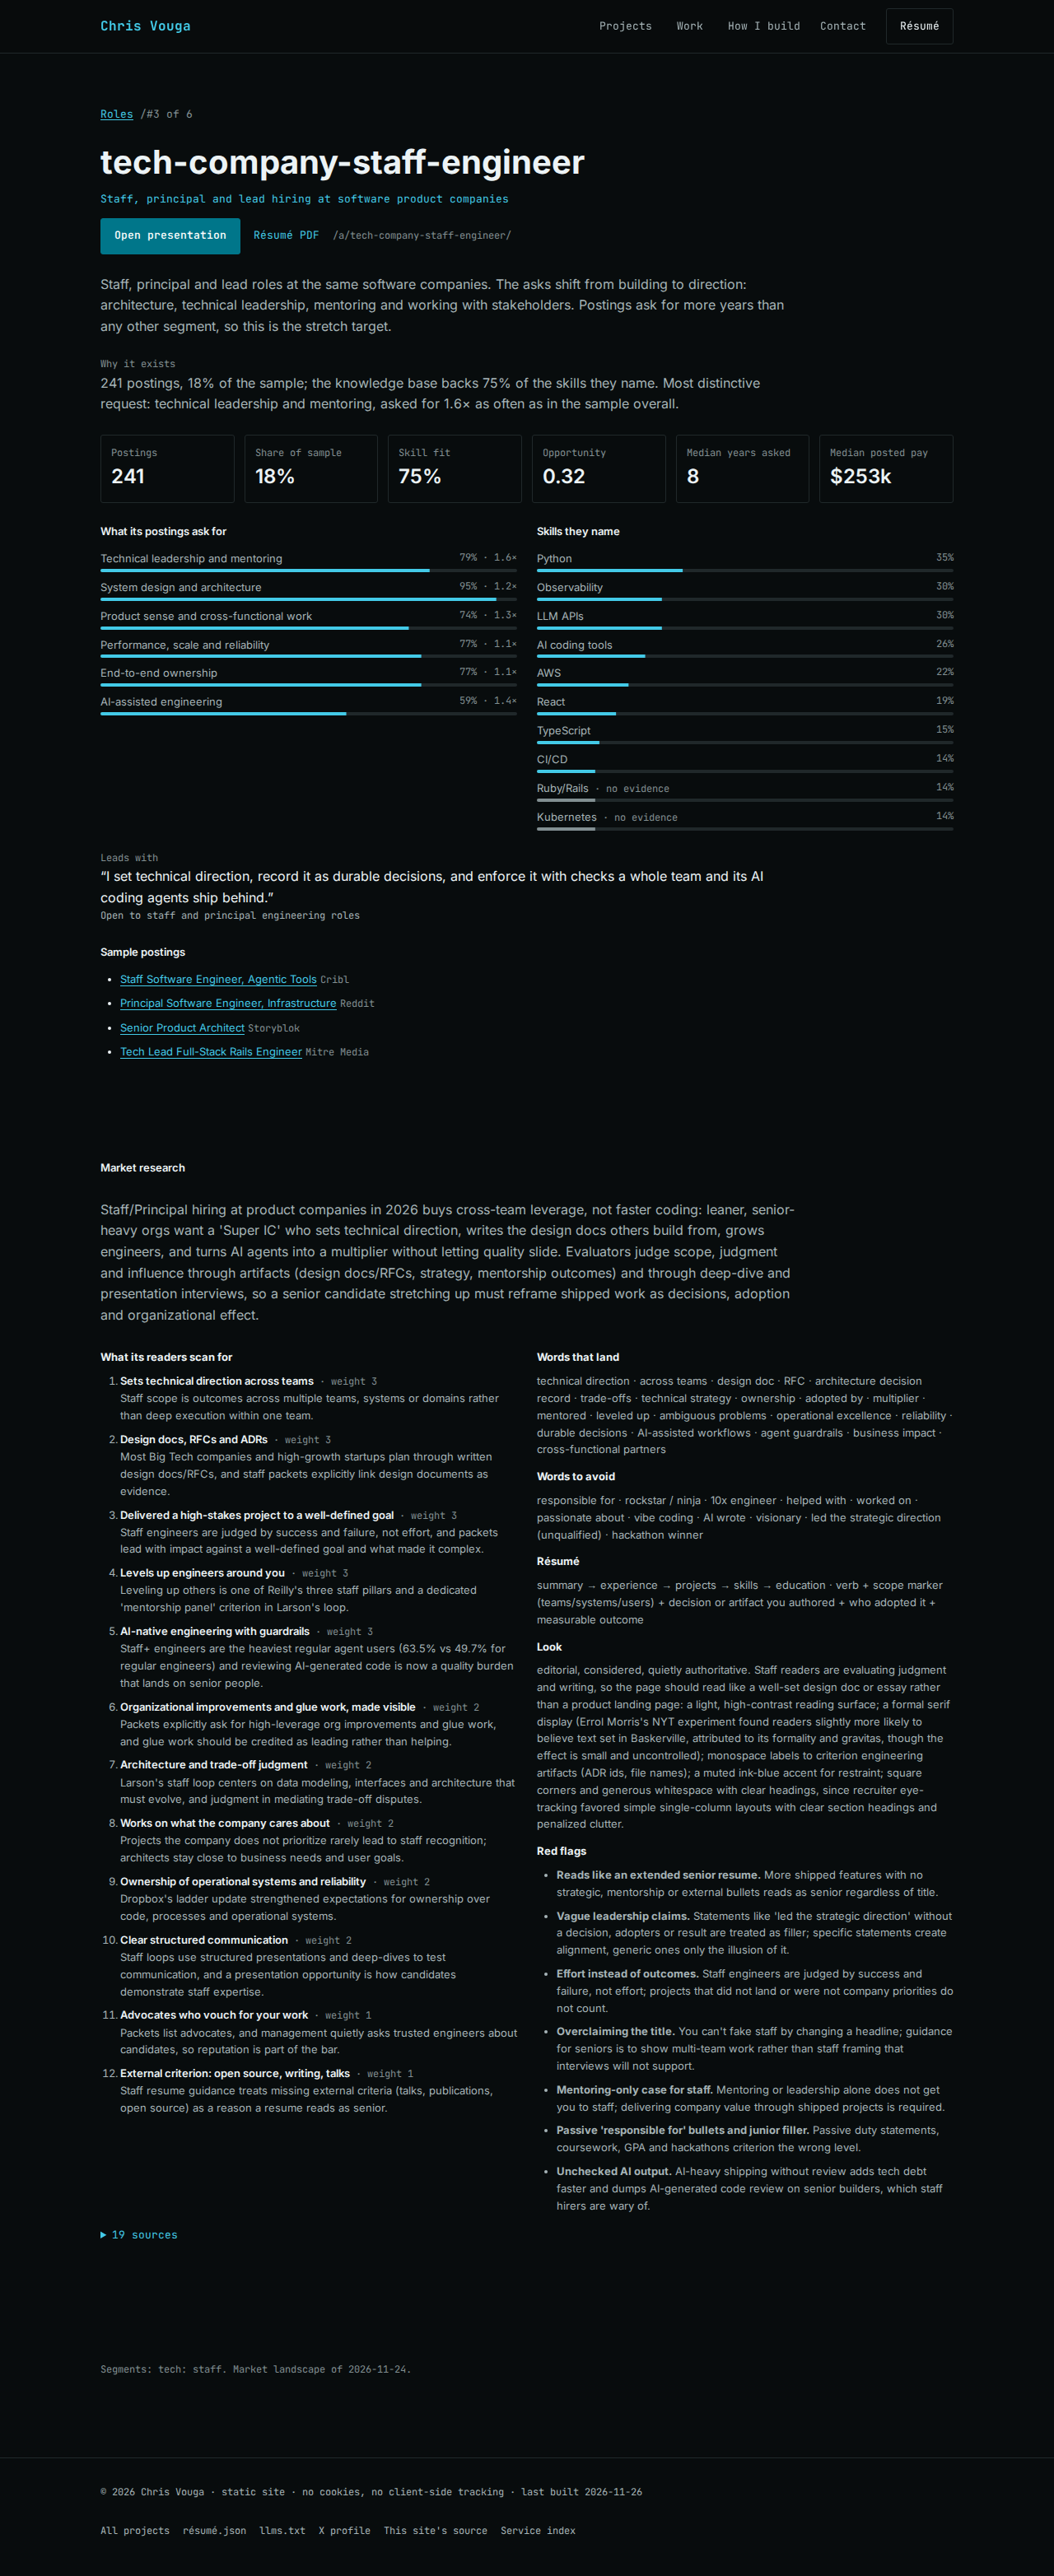 Chris Vouga
Projects Work How I build Contact Résumé
Roles /#3 of 6
tech-company-staff-engineer
Staff, principal and lead hiring at software product companies
Open presentation Résumé PDF /a/tech-company-staff-engineer/
Staff, principal and lead roles at the same software companies. The asks shift from building to direction:
architecture, technical leadership, mentoring and working with stakeholders. Postings ask for more years than
any other segment, so this is the stretch target.
Why it exists
241 postings, 18% of the sample; the knowledge base backs 75% of the skills they name. Most distinctive
request: technical leadership and mentoring, asked for 1.6× as often as in the sample overall.
Postings
241
Share of sample
18%
Skill fit
75%
Opportunity
0.32
Median years asked
8
Median posted pay
$253k
What its postings ask for
Technical leadership and mentoring 79% · 1.6×
System design and architecture 95% · 1.2×
Product sense and cross-functional work 74% · 1.3×
Performance, scale and reliability 77% · 1.1×
End-to-end ownership 77% · 1.1×
AI-assisted engineering 59% · 1.4×
Skills they name
Python 35%
Observability 30%
LLM APIs 30%
AI coding tools 26%
AWS 22%
React 19%
TypeScript 15%
CI/CD 14%
Ruby/Rails · no evidence 14%
Kubernetes · no evidence 14%
Leads with
“I set technical direction, record it as durable decisions, and enforce it with checks a whole team and its AI
coding agents ship behind.”
Open to staff and principal engineering roles
Sample postings
• Staff Software Engineer, Agentic Tools Cribl
• Principal Software Engineer, Infrastructure Reddit
• Senior Product Architect Storyblok
• Tech Lead Full-Stack Rails Engineer Mitre Media
Market research
Staff/Principal hiring at product companies in 2026 buys cross-team leverage, not faster coding: leaner, senior-
heavy orgs want a 'Super IC' who sets technical direction, writes the design docs others build from, grows
engineers, and turns AI agents into a multiplier without letting quality slide. Evaluators judge scope, judgment
and influence through artifacts (design docs/RFCs, strategy, mentorship outcomes) and through deep-dive and
presentation interviews, so a senior candidate stretching up must reframe shipped work as decisions, adoption
and organizational effect.
What its readers scan for
1. Sets technical direction across teams · weight 3
Staff scope is outcomes across multiple teams, systems or domains rather
than deep execution within one team.
2. Design docs, RFCs and ADRs · weight 3
Most Big Tech companies and high-growth startups plan through written
design docs/RFCs, and staff packets explicitly link design documents as
evidence.
3. Delivered a high-stakes project to a well-defined goal · weight 3
Staff engineers are judged by success and failure, not effort, and packets
lead with impact against a well-defined goal and what made it complex.
4. Levels up engineers around you · weight 3
Leveling up others is one of Reilly's three staff pillars and a dedicated
'mentorship panel' criterion in Larson's loop.
5. AI-native engineering with guardrails · weight 3
Staff+ engineers are the heaviest regular agent users (63.5% vs 49.7% for
regular engineers) and reviewing AI-generated code is now a quality burden
that lands on senior people.
6. Organizational improvements and glue work, made visible · weight 2
Packets explicitly ask for high-leverage org improvements and glue work,
and glue work should be credited as leading rather than helping.
7. Architecture and trade-off judgment · weight 2
Larson's staff loop centers on data modeling, interfaces and architecture that
must evolve, and judgment in mediating trade-off disputes.
8. Works on what the company cares about · weight 2
Projects the company does not prioritize rarely lead to staff recognition;
architects stay close to business needs and user goals.
9. Ownership of operational systems and reliability · weight 2
Dropbox's ladder update strengthened expectations for ownership over
code, processes and operational systems.
10. Clear structured communication · weight 2
Staff loops use structured presentations and deep-dives to test
communication, and a presentation opportunity is how candidates
demonstrate staff expertise.
11. Advocates who vouch for your work · weight 1
Packets list advocates, and management quietly asks trusted engineers about
candidates, so reputation is part of the bar.
12. External criterion: open source, writing, talks · weight 1
Staff resume guidance treats missing external criteria (talks, publications,
open source) as a reason a resume reads as senior.
Words that land
technical direction · across teams · design doc · RFC · architecture decision
record · trade-offs · technical strategy · ownership · adopted by · multiplier ·
mentored · leveled up · ambiguous problems · operational excellence · reliability ·
durable decisions · AI-assisted workflows · agent guardrails · business impact ·
cross-functional partners
Words to avoid
responsible for · rockstar / ninja · 10x engineer · helped with · worked on ·
passionate about · vibe coding · AI wrote · visionary · led the strategic direction
(unqualified) · hackathon winner
Résumé
summary → experience → projects → skills → education · verb + scope marker
(teams/systems/users) + decision or artifact you authored + who adopted it +
measurable outcome
Look
editorial, considered, quietly authoritative. Staff readers are evaluating judgment
and writing, so the page should read like a well-set design doc or essay rather
than a product landing page: a light, high-contrast reading surface; a formal serif
display (Errol Morris's NYT experiment found readers slightly more likely to
believe text set in Baskerville, attributed to its formality and gravitas, though the
effect is small and uncontrolled); monospace labels to criterion engineering
artifacts (ADR ids, file names); a muted ink-blue accent for restraint; square
corners and generous whitespace with clear headings, since recruiter eye-
tracking favored simple single-column layouts with clear section headings and
penalized clutter.
Red flags
• Reads like an extended senior resume. More shipped features with no
strategic, mentorship or external bullets reads as senior regardless of title.
• Vague leadership claims. Statements like 'led the strategic direction' without
a decision, adopters or result are treated as filler; specific statements create
alignment, generic ones only the illusion of it.
• Effort instead of outcomes. Staff engineers are judged by success and
failure, not effort; projects that did not land or were not company priorities do
not count.
• Overclaiming the title. You can't fake staff by changing a headline; guidance
for seniors is to show multi-team work rather than staff framing that
interviews will not support.
• Mentoring-only case for staff. Mentoring or leadership alone does not get
you to staff; delivering company value through shipped projects is required.
• Passive 'responsible for' bullets and junior filler. Passive duty statements,
coursework, GPA and hackathons criterion the wrong level.
• Unchecked AI output. AI-heavy shipping without review adds tech debt
faster and dumps AI-generated code review on senior builders, which staff
hirers are wary of.
▶ 19 sources
Segments: tech: staff. Market landscape of 2026-11-24.
© 2026 Chris Vouga · static site · no cookies, no client-side tracking · last built 2026-11-26
All projects résumé.json llms.txt X profile This site's source Service index